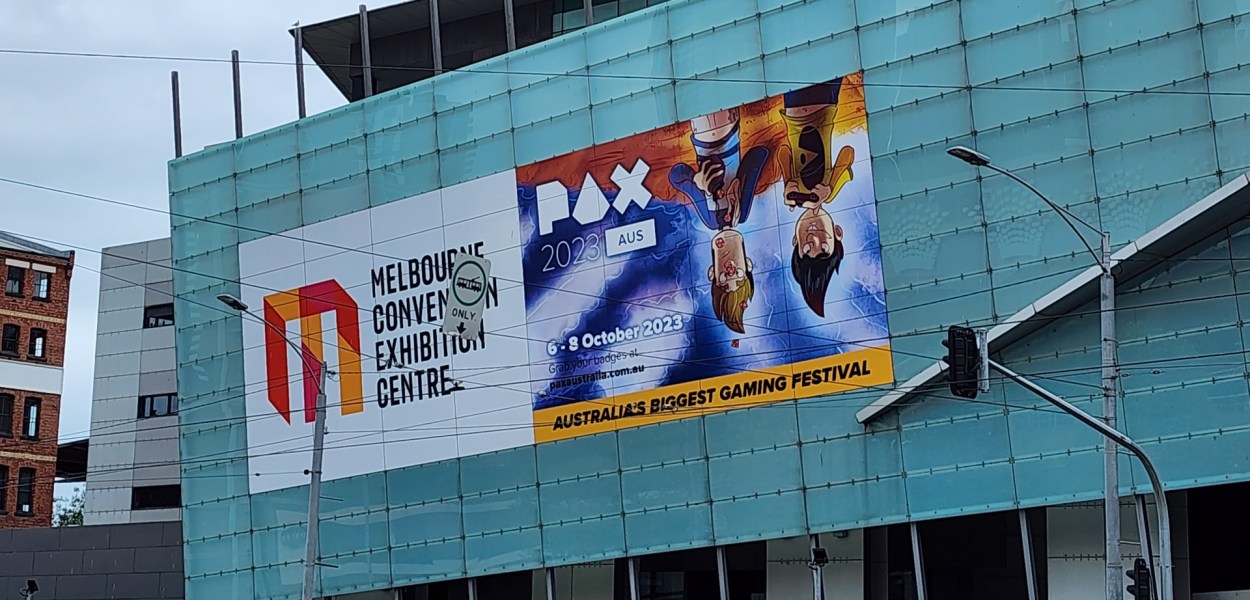 MELBOURNE
CONVENTION
EXHIBITION
CENTRE
ONLY
PAX
2023 AUS
6 - 8 October 2023
Grab your badges at
paxaustralia.com.au
AUSTRALIA'S BIGGEST GAMING FESTIVAL